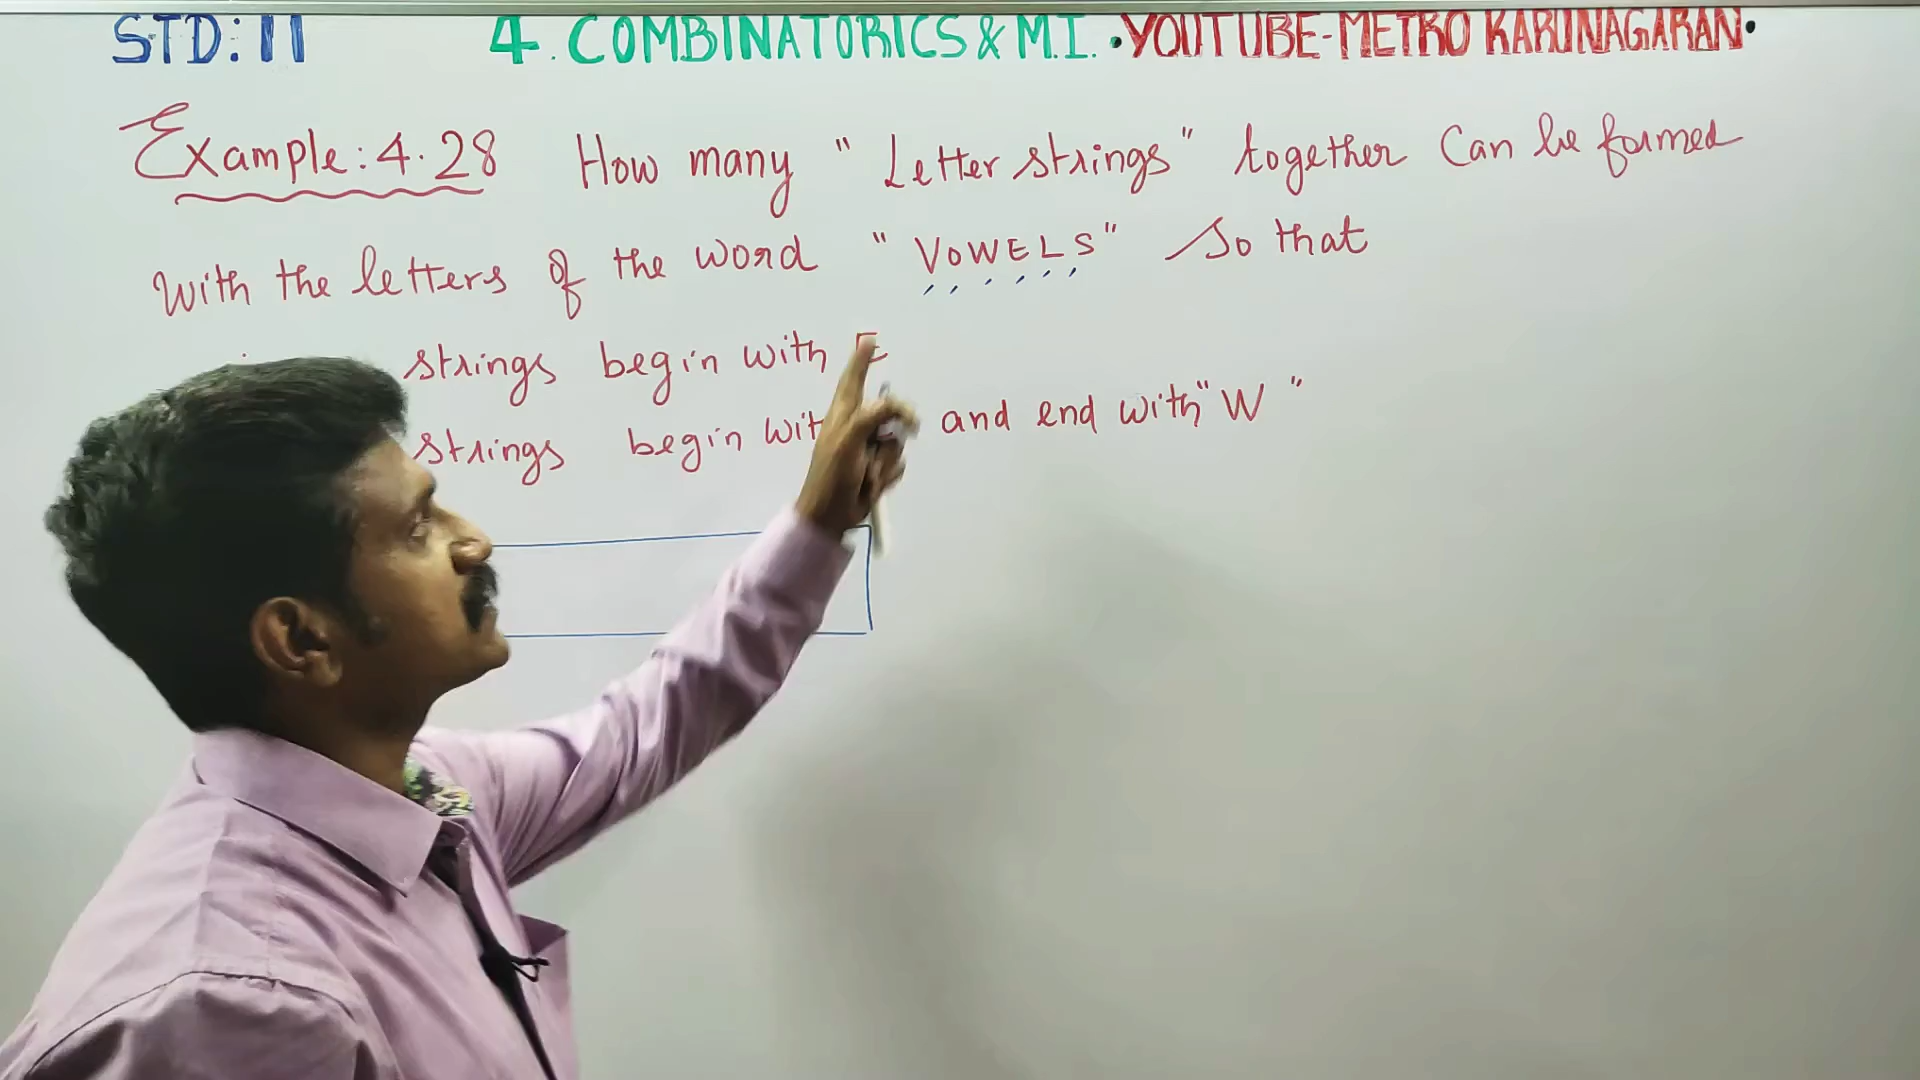 STD: 11 4. COMBINATORICS & M.I. • YOUTUBE-METRO KARUNAGARAN •
Example: 4.28 How many "Letter strings" together Can be formed
With the letters of the word "VOWELS" So that
strings begin with E
strings begin and end with "W"